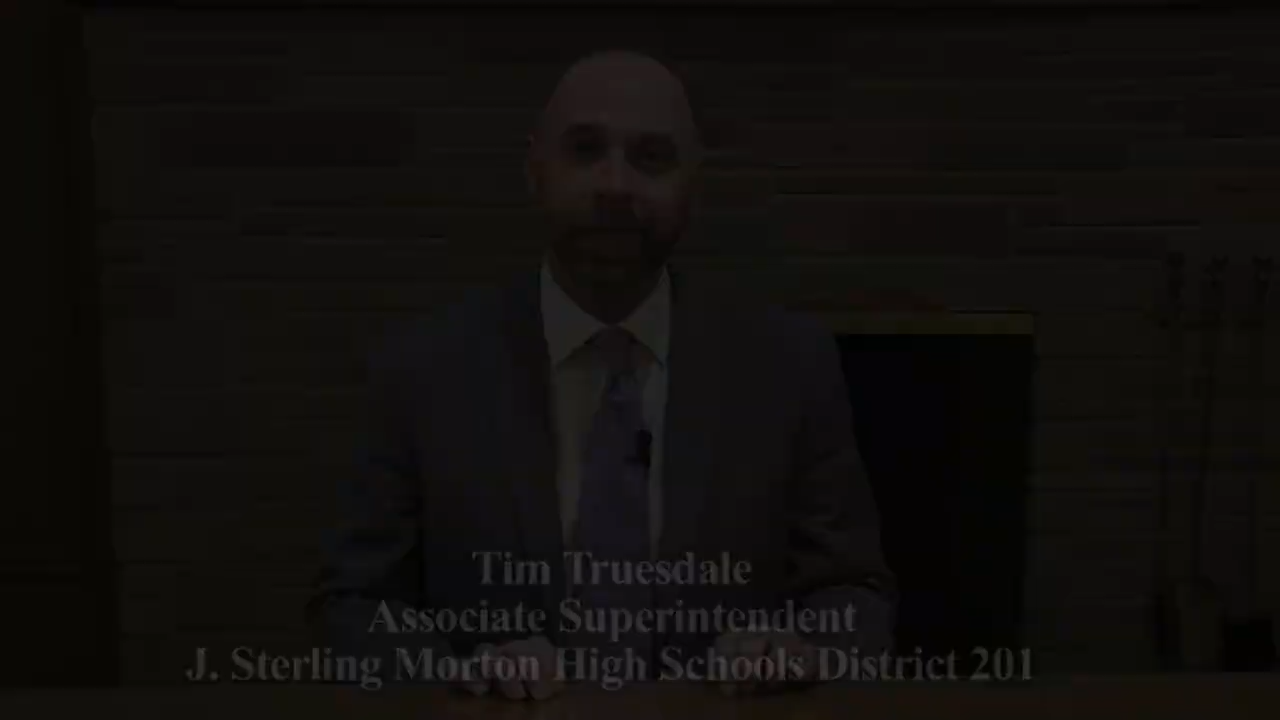 Tim Truesdale
Associate Superintendent
J. Sterling Morton High Schools District 201